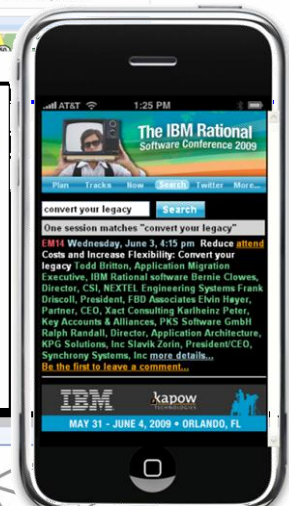 AT&T 1:25 PM
The IBM Rational
Software Conference 2009
Plan Tracks Now Search Twitter More...
convert your legacy Search
One session matches "convert your legacy"
EM14 Wednesday, June 3, 4:15 pm Reduce attend
Costs and Increase Flexibility: Convert your
legacy Todd Britton, Application Migration
Executive, IBM Rational software Bernie Clowes,
Director, CSI, NEXTEL Engineering Systems Frank
Driscoll, President, FBD Associates Elvin Høyer,
Partner, CEO, Xact Consulting Karlheinz Peter,
Key Accounts & Alliances, PKS Software GmbH
Ralph Randall, Director, Application Architecture,
KPG Solutions, Inc Slavik Zorin, President/CEO,
Synchrony Systems, Inc more details...
Be the first to leave a comment...
IBM kapow
TECHNOLOGIES
MAY 31 - JUNE 4, 2009 • ORLANDO, FL